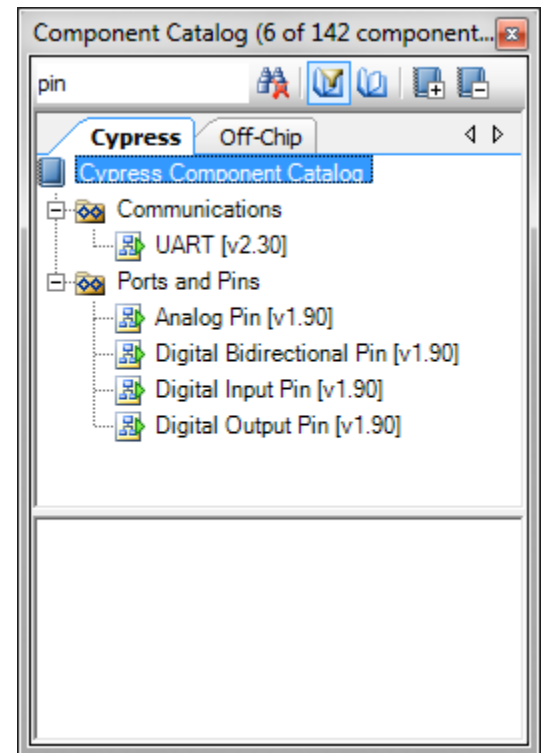 Component Catalog (6 of 142 component...
pin
Cypress Off-Chip
Cypress Component Catalog
Communications
UART [v2.30]
Ports and Pins
Analog Pin [v1.90]
Digital Bidirectional Pin [v1.90]
Digital Input Pin [v1.90]
Digital Output Pin [v1.90]